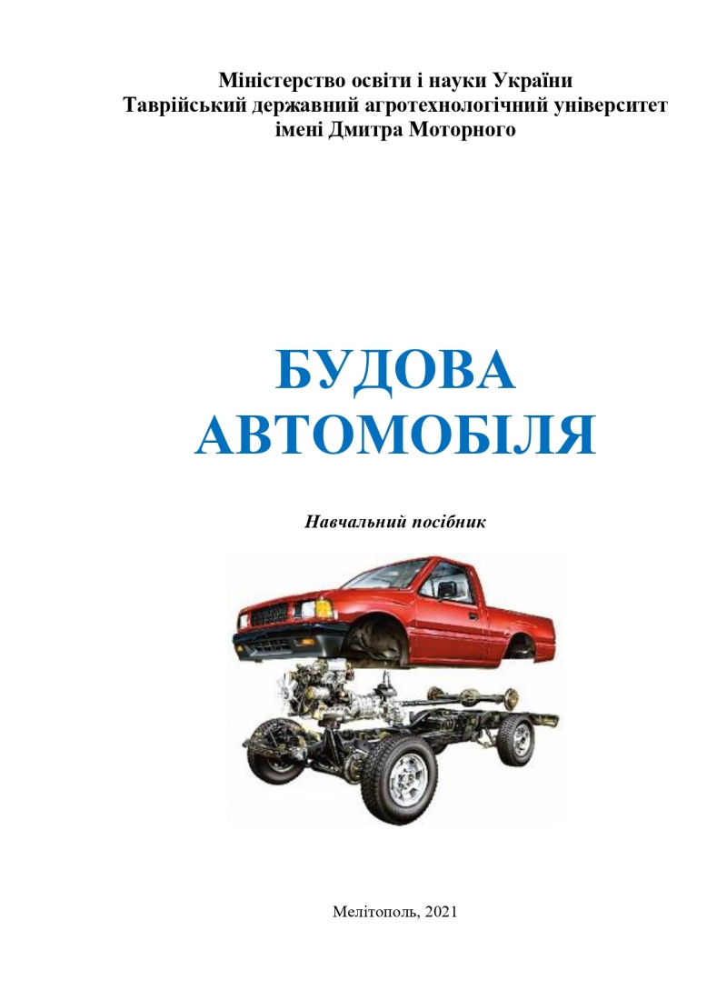 Міністерство освіти і науки України
Таврійський державний агротехнологічний університет
імені Дмитра Моторного
БУДОВА
АВТОМОБІЛЯ
Навчальний посібник
Мелітополь, 2021